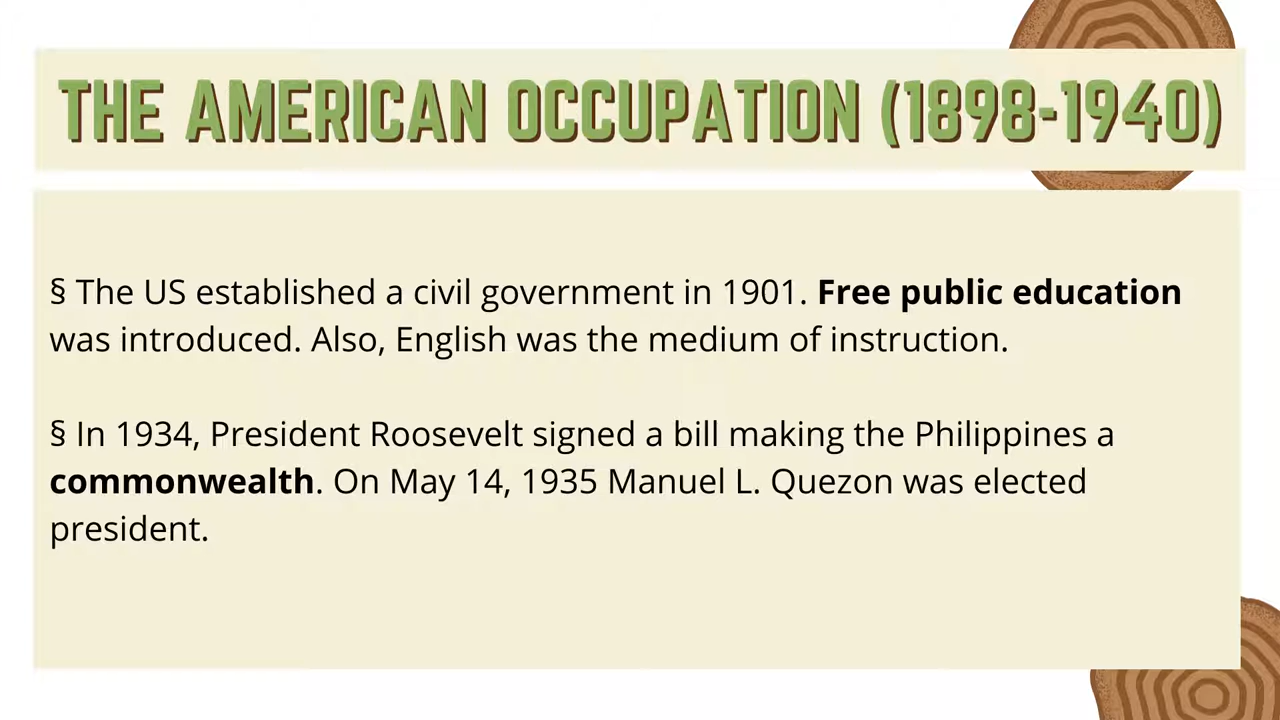 THE AMERICAN OCCUPATION (1898-1940)
§ The US established a civil government in 1901. Free public education
was introduced. Also, English was the medium of instruction.
§ In 1934, President Roosevelt signed a bill making the Philippines a
commonwealth. On May 14, 1935 Manuel L. Quezon was elected
president.